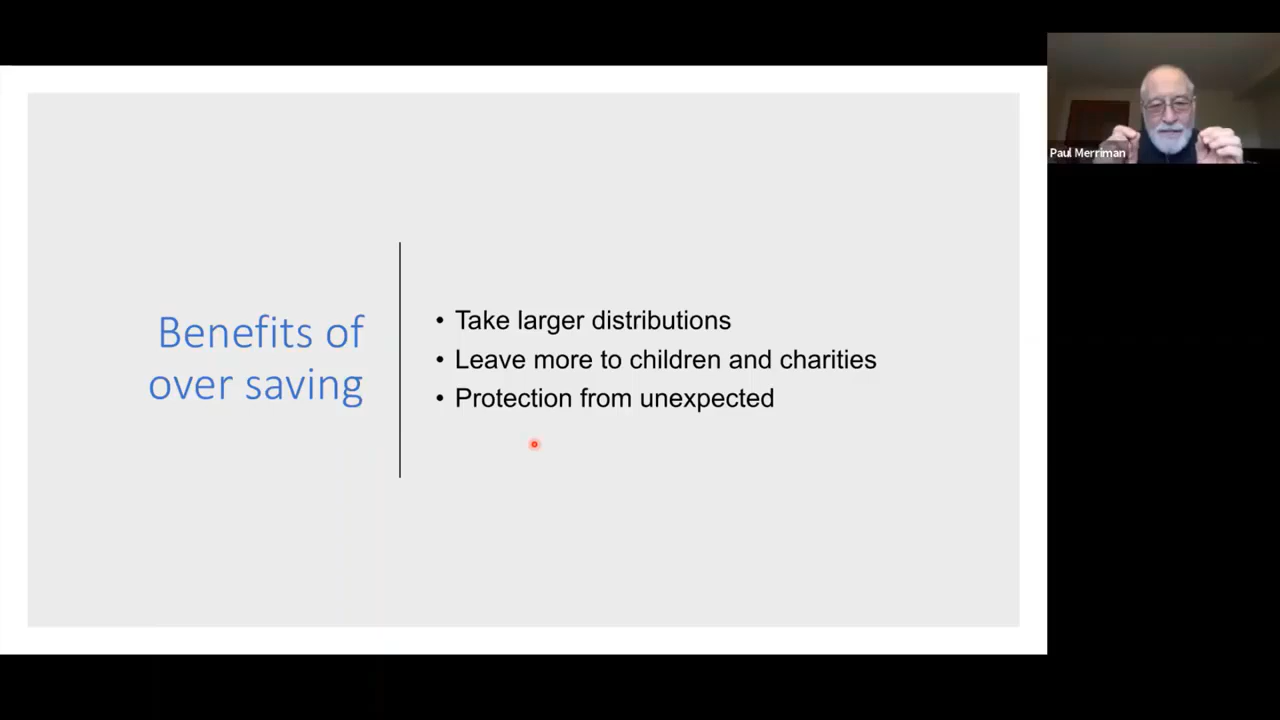 Benefits of
over saving
• Take larger distributions
• Leave more to children and charities
• Protection from unexpected
Paul Merriman